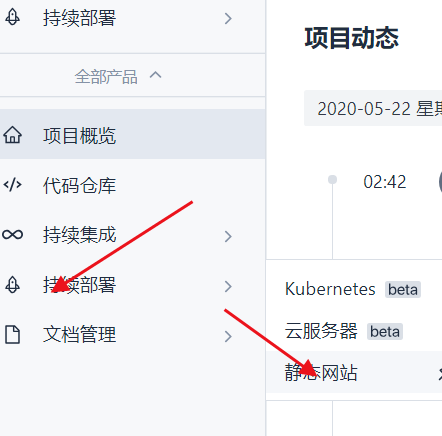 持续部署
全部产品
项目概览
代码仓库
持续集成
持续部署
文档管理
项目动态
2020-05-22 星期
02:42
Kubernetes beta
云服务器 beta
静态网站